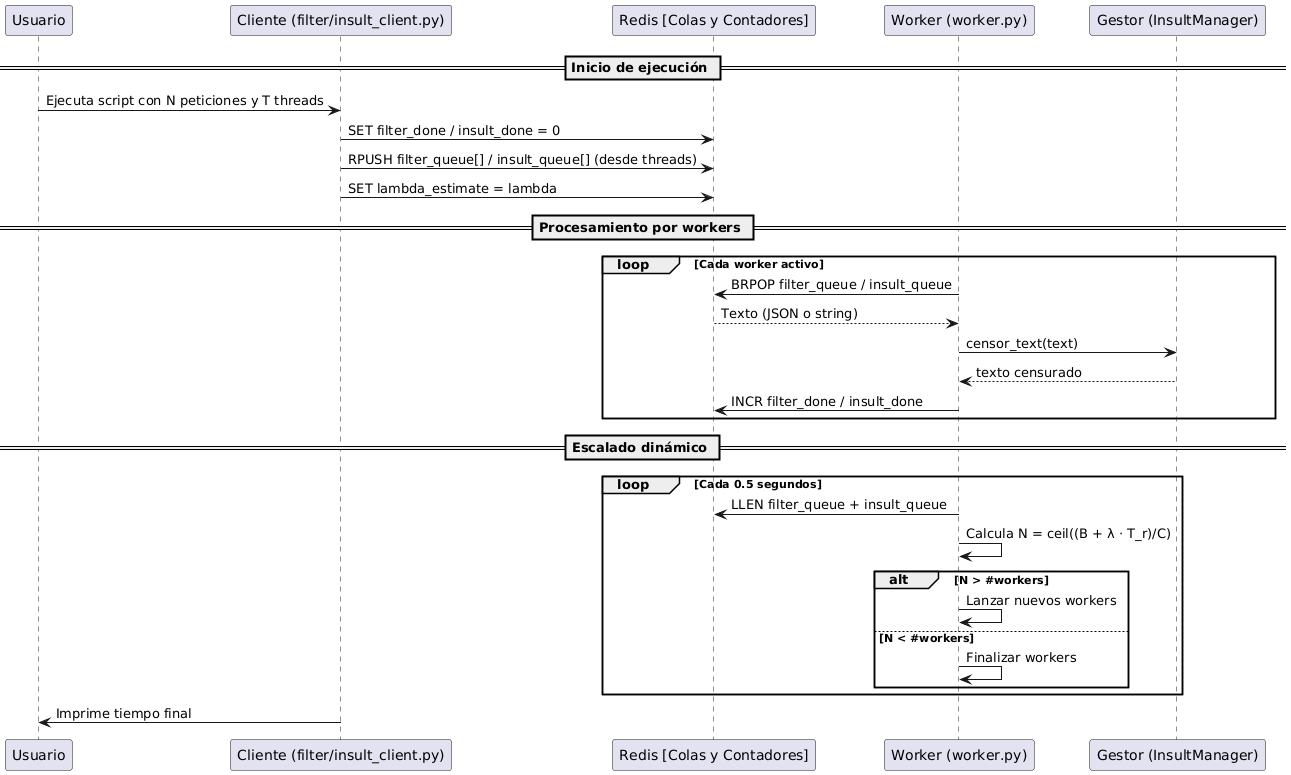 Usuario
Cliente (filter/insult_client.py)
Redis [Colas y Contadores]
Worker (worker.py)
Gestor (InsultManager)
Inicio de ejecución
Ejecuta script con N peticiones y T threads
SET filter_done / insult_done = 0
RPUSH filter_queue[] / insult_queue[] (desde threads)
SET lambda_estimate = lambda
Procesamiento por workers
loop
[Cada worker activo]
BRPOP filter_queue / insult_queue
Texto (JSON o string)
censor_text(text)
texto censurado
INCR filter_done / insult_done
Escalado dinámico
loop
[Cada 0.5 segundos]
LLEN filter_queue + insult_queue
Calcula N = ceil((B + λ · T_r)/C)
alt
[N > #workers]
Lanzar nuevos workers
[N < #workers]
Finalizar workers
Imprime tiempo final
Usuario
Cliente (filter/insult_client.py)
Redis [Colas y Contadores]
Worker (worker.py)
Gestor (InsultManager)